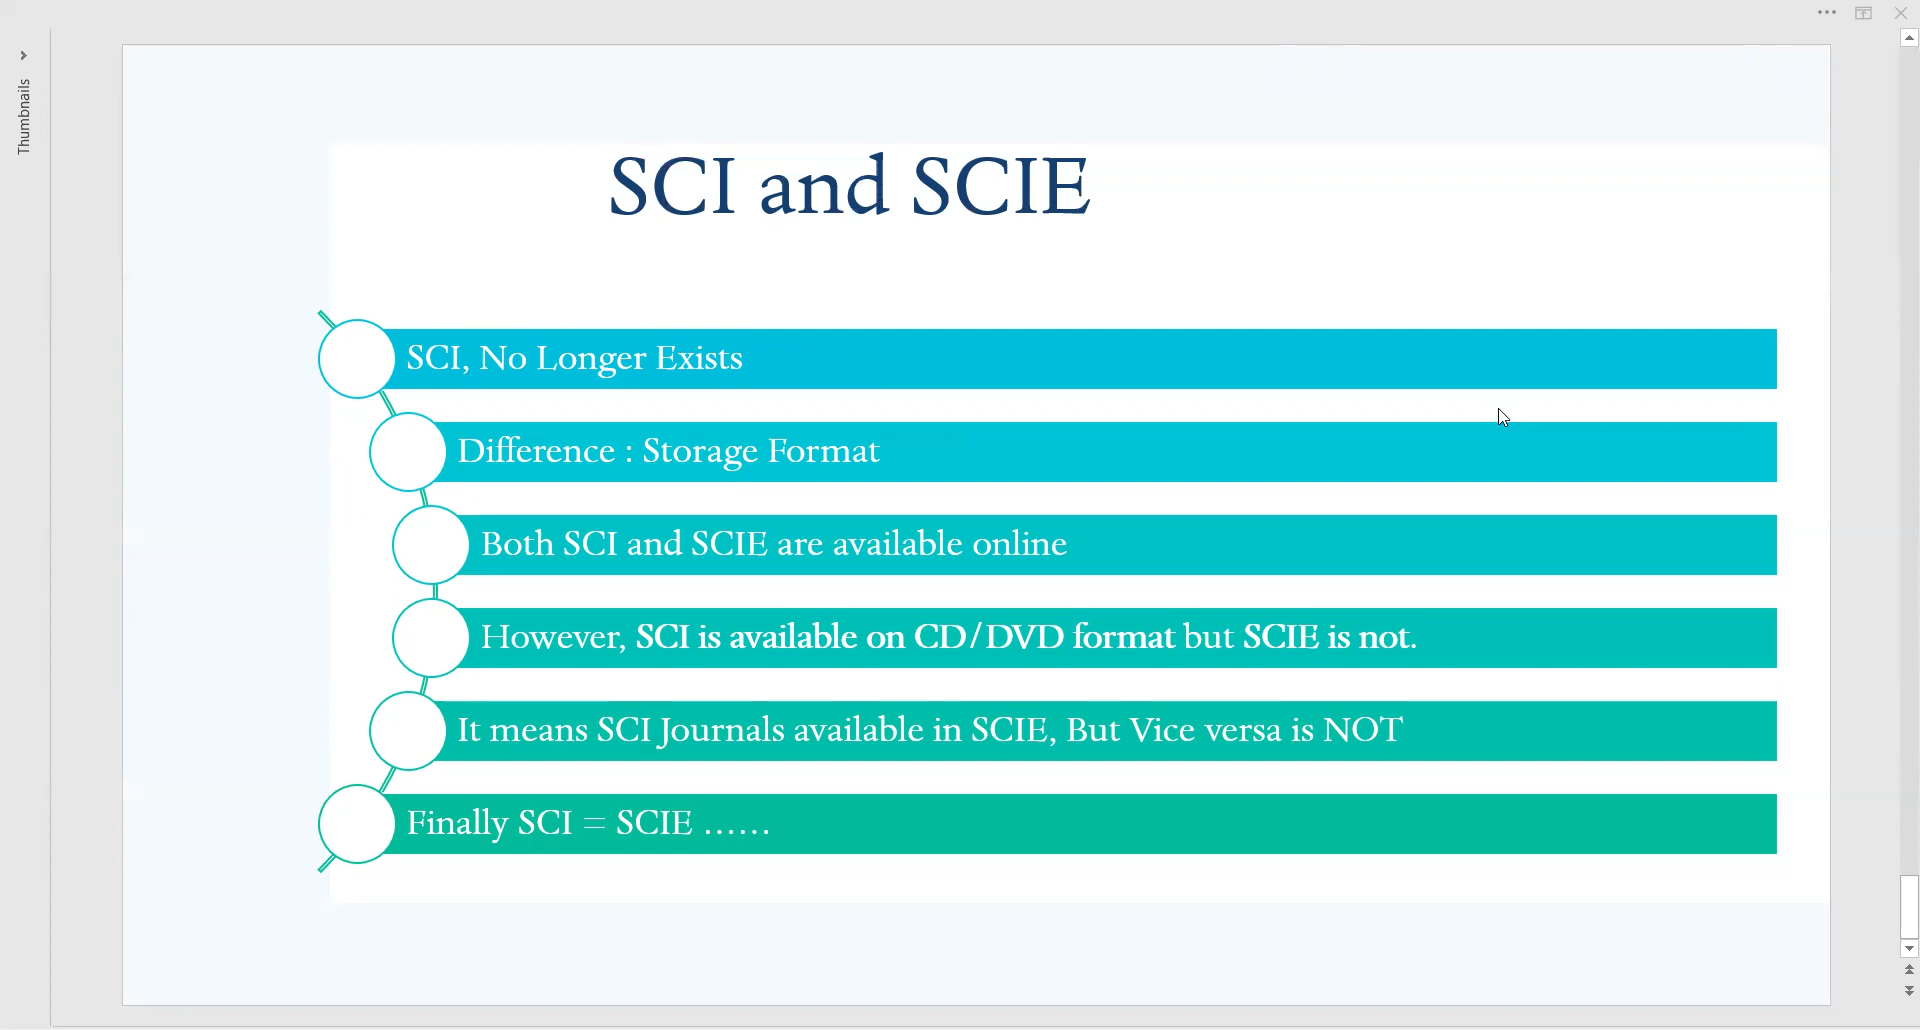 Thumbnails
SCI and SCIE
SCI, No Longer Exists
Difference : Storage Format
Both SCI and SCIE are available online
However, SCI is available on CD/DVD format but SCIE is not.
It means SCI Journals available in SCIE, But Vice versa is NOT
Finally SCI = SCIE ......